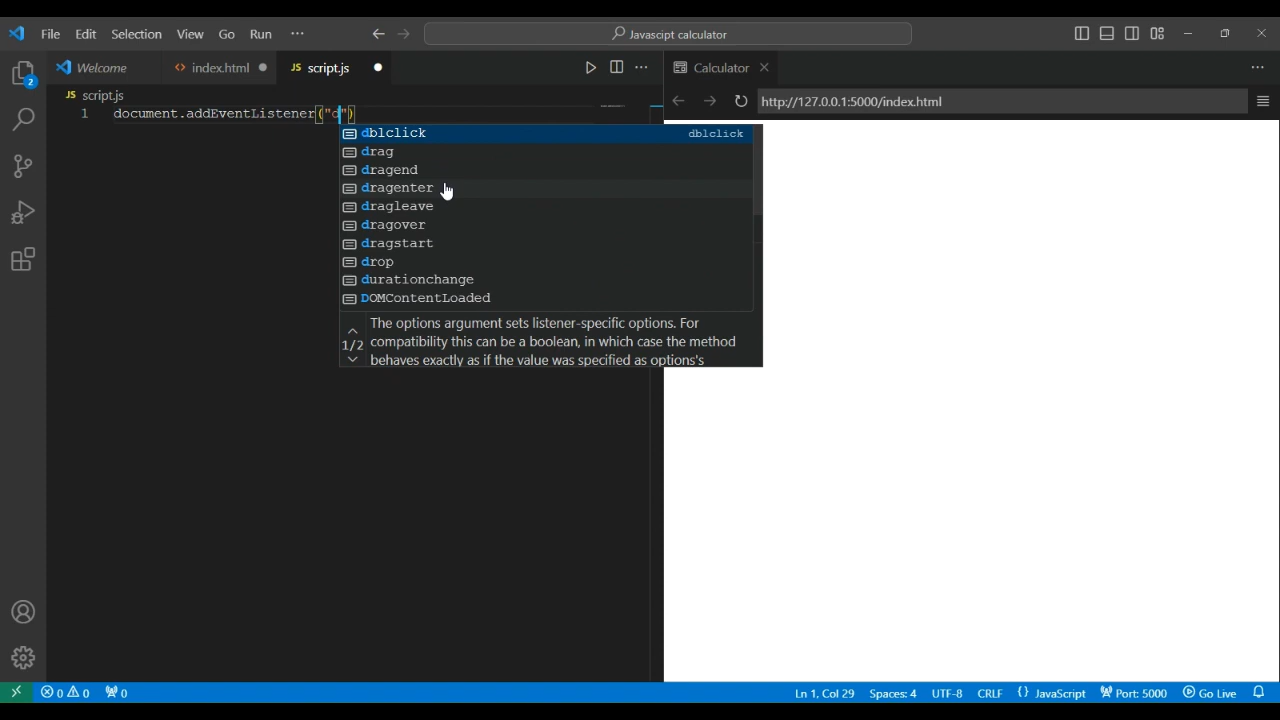 File Edit Selection View Go Run ··· Javascipt calculator
Welcome index.html script.js Calculator
2
JS script.js
http://127.0.0.1:5000/index.html
1 document.addEventListener("d")
dblclick dblclick
drag
dragend
dragenter
dragleave
dragover
dragstart
drop
durationchange
DOMContentLoaded
The options argument sets listener-specific options. For
1/2 compatibility this can be a boolean, in which case the method
behaves exactly as if the value was specified as options's
0 0 0 Ln 1, Col 29 Spaces: 4 UTF-8 CRLF {} JavaScript Port: 5000 Go Live